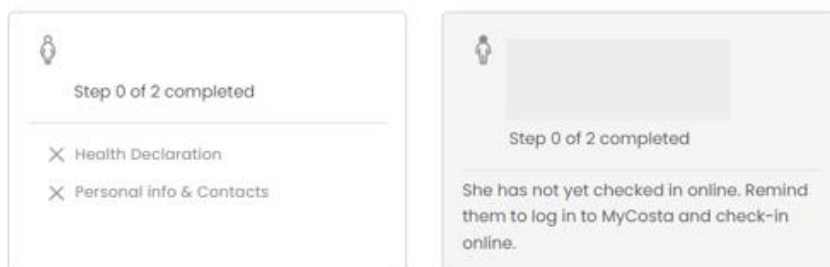 Step 0 of 2 completed
Health Declaration
Personal info & Contacts
Step 0 of 2 completed
She has not yet checked in online. Remind
them to log in to MyCosta and check-in
online.